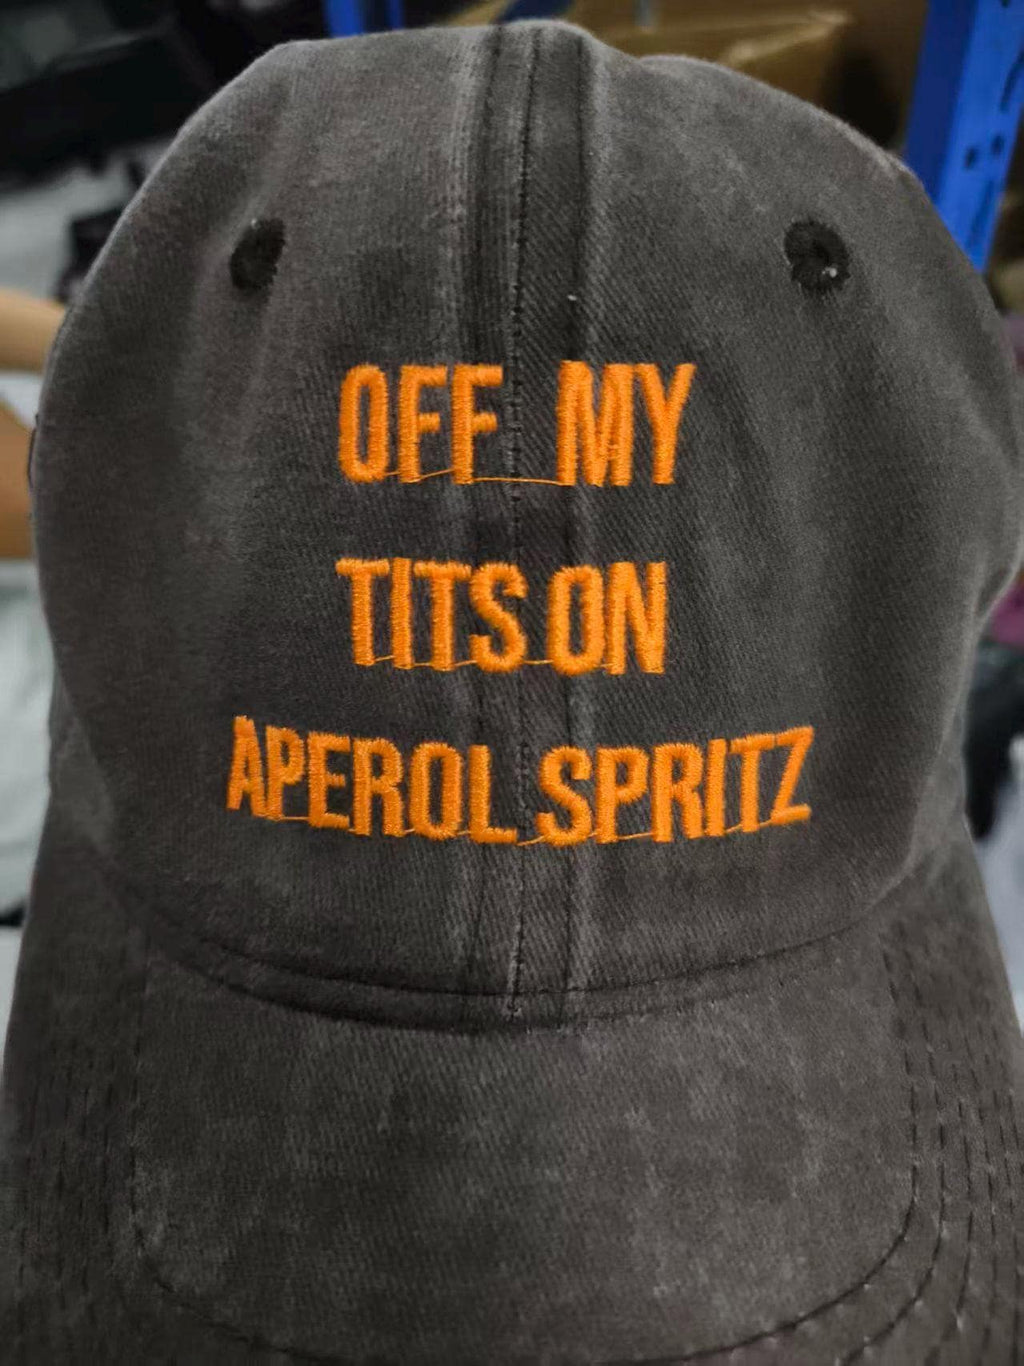 OFF MY
TITS ON
APEROL SPRITZ